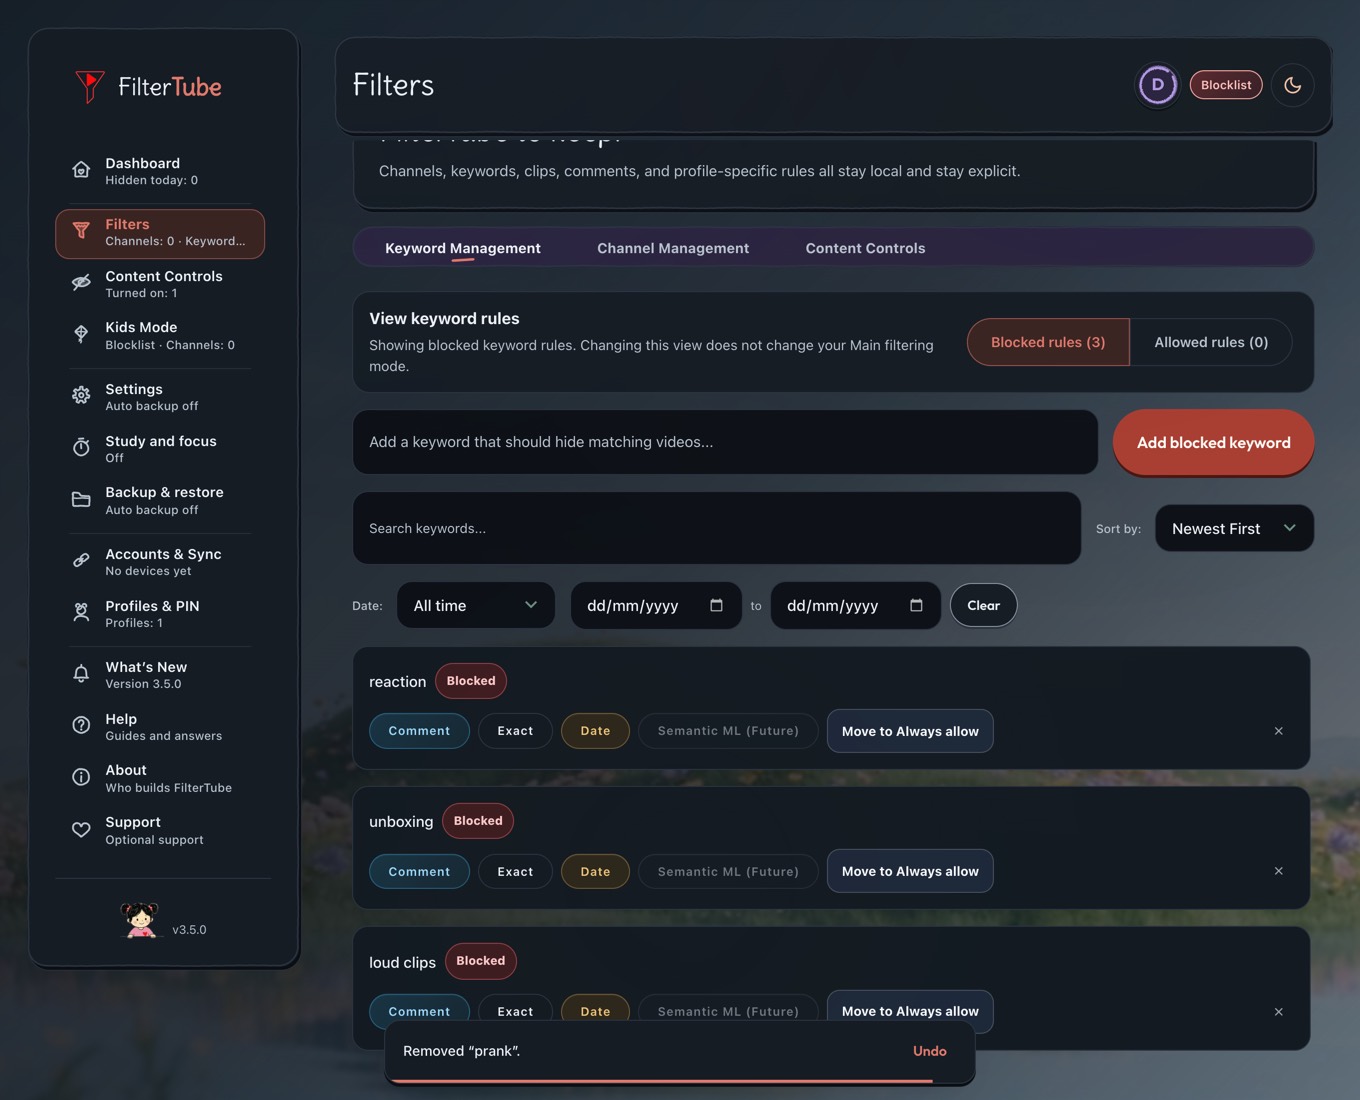 FilterTube
Dashboard
Hidden today: 0
Filters
Channels: 0 · Keyword...
Content Controls
Turned on: 1
Kids Mode
Blocklist · Channels: 0
Settings
Auto backup off
Study and focus
Off
Backup & restore
Auto backup off
Accounts & Sync
No devices yet
Profiles & PIN
Profiles: 1
What's New
Version 3.5.0
Help
Guides and answers
About
Who builds FilterTube
Support
Optional support
v3.5.0
Filters
D
Blocklist
Channels, keywords, clips, comments, and profile-specific rules all stay local and stay explicit.
Keyword Management
Channel Management
Content Controls
View keyword rules
Showing blocked keyword rules. Changing this view does not change your Main filtering
mode.
Blocked rules (3)
Allowed rules (0)
Add a keyword that should hide matching videos...
Add blocked keyword
Search keywords...
Sort by:
Newest First
Date:
All time
dd/mm/yyyy
to
dd/mm/yyyy
Clear
reaction
Blocked
Comment
Exact
Date
Semantic ML (Future)
Move to Always allow
×
unboxing
Blocked
Comment
Exact
Date
Semantic ML (Future)
Move to Always allow
×
loud clips
Blocked
Comment
Exact
Date
Semantic ML (Future)
Move to Always allow
×
Removed “prank”.
Undo